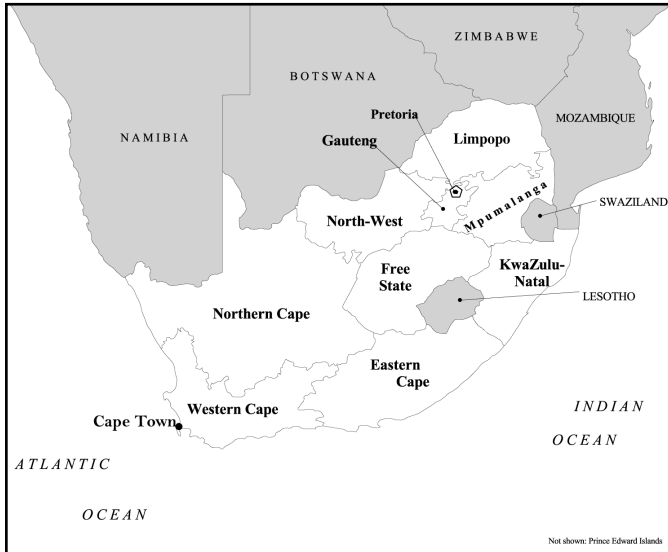 ZIMBABWE
BOTSWANA
Pretoria
MOZAMBIQUE
NAMIBIA
Gauteng
Limpopo
Mpumalanga
SWAZILAND
North-West
KwaZulu-
Natal
Free
State
LESOTHO
Northern Cape
Eastern
Cape
Western Cape
INDIAN
OCEAN
Cape Town
ATLANTIC
OCEAN
Not shown: Prince Edward Islands